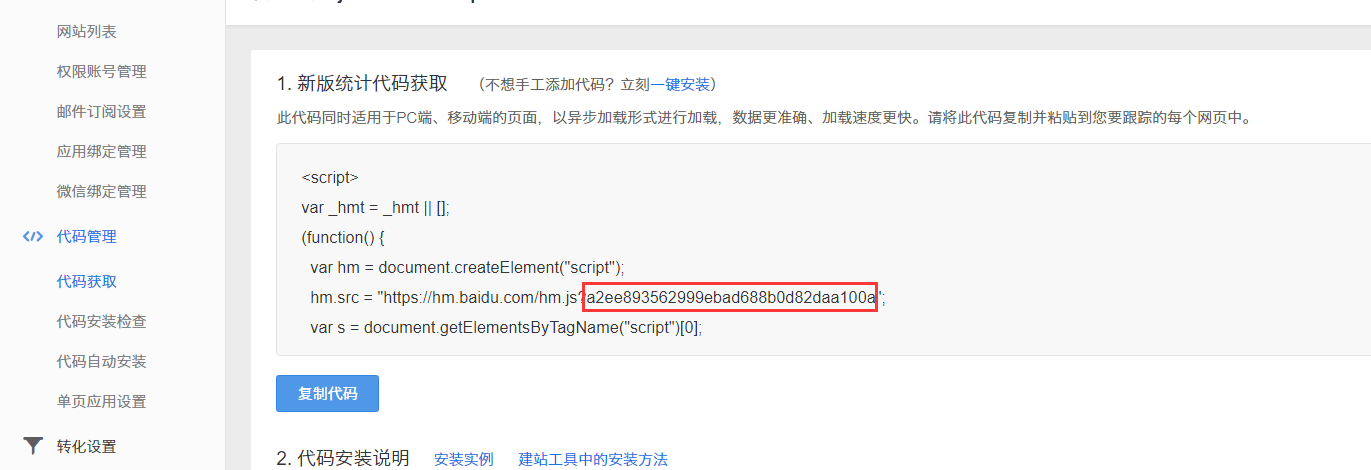 网站列表
权限账号管理
邮件订阅设置
应用绑定管理
微信绑定管理
代码管理
代码获取
代码安装检查
代码自动安装
单页应用设置
转化设置
1. 新版统计代码获取 （不想手工添加代码？立刻一键安装）
此代码同时适用于PC端、移动端的页面，以异步加载形式进行加载，数据更准确、加载速度更快。请将此代码复制并粘贴到您要跟踪的每个网页中。
<script>
var _hmt = _hmt || [];
(function() {
var hm = document.createElement("script");
hm.src = "https://hm.baidu.com/hm.js?a2ee893562999ebad688b0d82daa100a";
var s = document.getElementsByTagName("script")[0];
复制代码
2. 代码安装说明 安装实例 建站工具中的安装方法